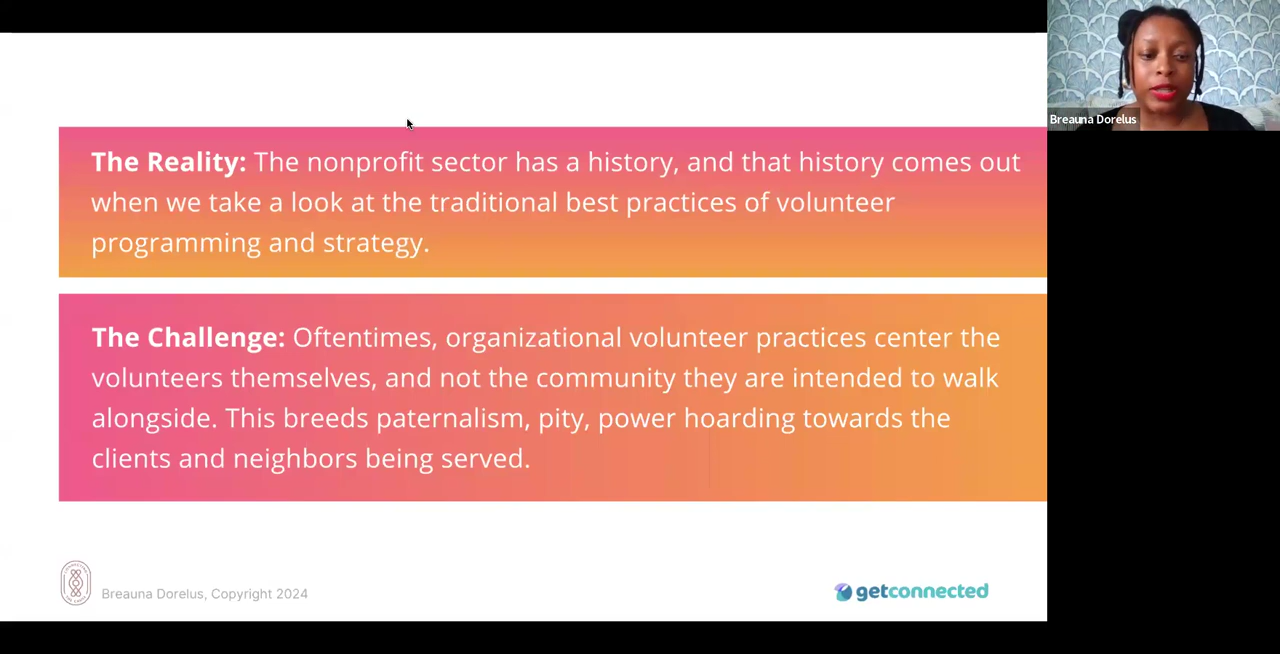 Breauna Dorelus
The Reality: The nonprofit sector has a history, and that history comes out
when we take a look at the traditional best practices of volunteer
programming and strategy.
The Challenge: Oftentimes, organizational volunteer practices center the
volunteers themselves, and not the community they are intended to walk
alongside. This breeds paternalism, pity, power hoarding towards the
clients and neighbors being served.
Breauna Dorelus, Copyright 2024
getconnected